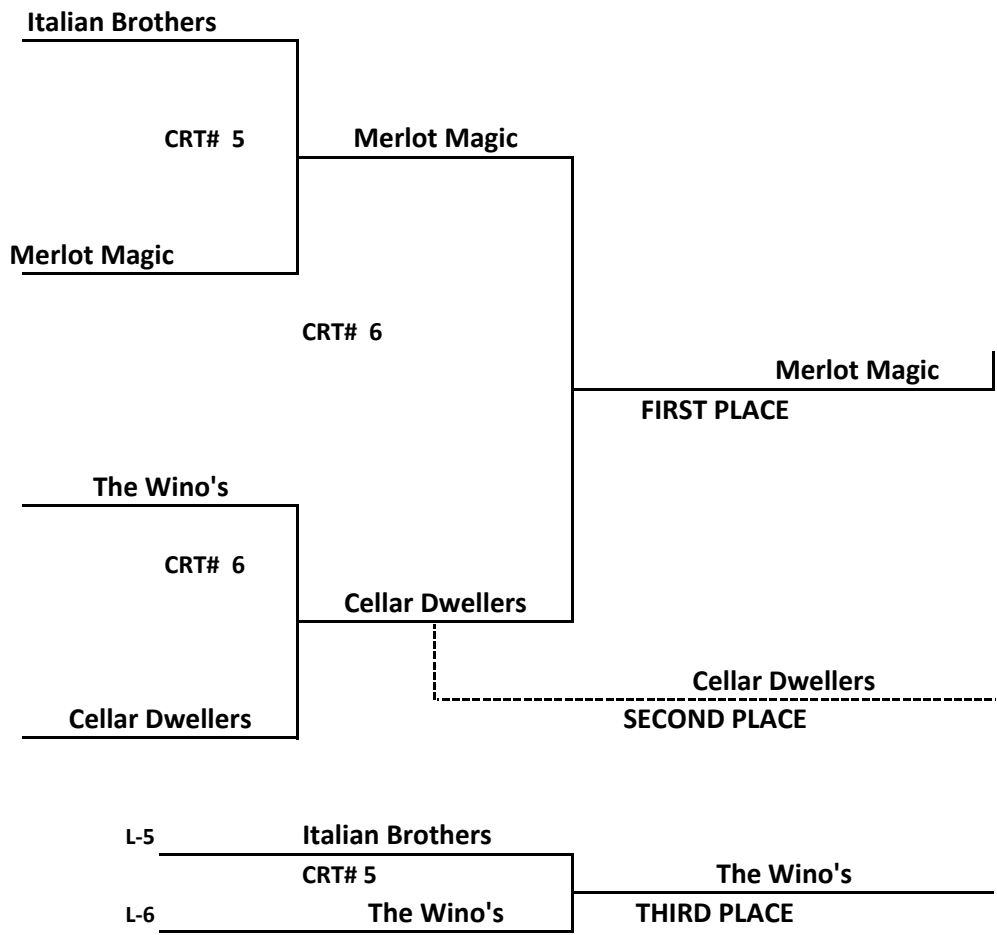 Italian Brothers
CRT# 5
Merlot Magic
Merlot Magic
CRT# 6
Merlot Magic
FIRST PLACE
The Wino's
CRT# 6
Cellar Dwellers
Cellar Dwellers
SECOND PLACE
Cellar Dwellers
L-5 Italian Brothers
CRT# 5
The Wino's
L-6 The Wino's
THIRD PLACE